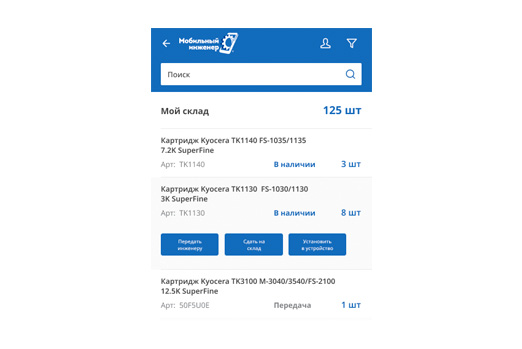 Мобильный
инженер
Поиск
Мой склад 125 шт
Картридж Kyocera TK1140 FS-1035/1135
7.2K SuperFine
Арт: TK1140 В наличии 3 шт
Картридж Kyocera TK1130 FS-1030/1130
3K SuperFine
Арт: TK1130 В наличии 8 шт
Передать Сдать на Установить
инженеру склад в устройство
Картридж Kyocera TK3100 M-3040/3540/FS-2100
12.5K SuperFine
Арт: 50F5U0E Передача 1 шт